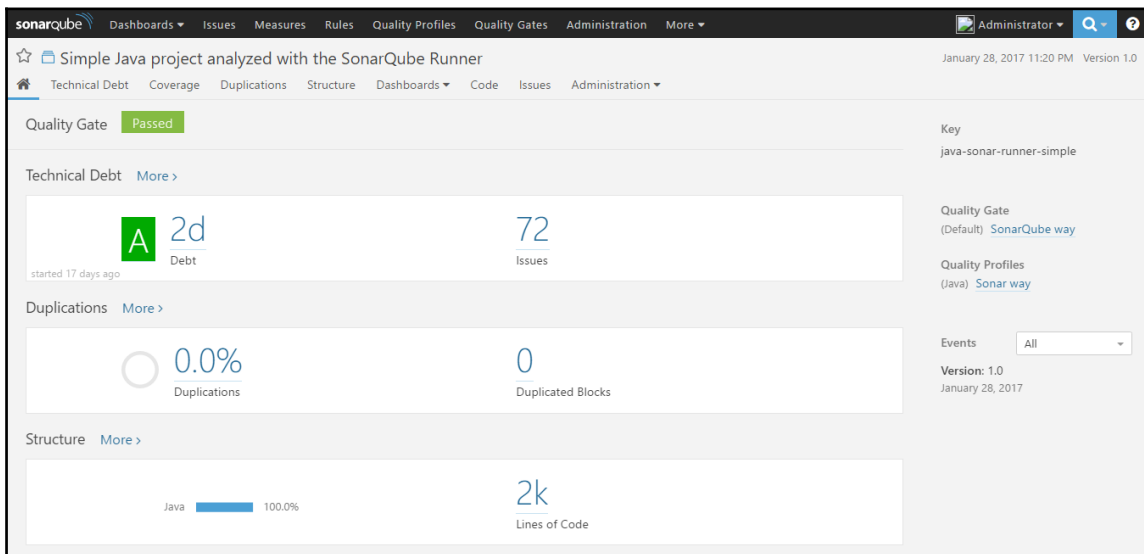 sonarqube Dashboards Issues Measures Rules Quality Profiles Quality Gates Administration More Administrator ?
Simple Java project analyzed with the SonarQube Runner
January 28, 2017 11:20 PM Version 1.0
Technical Debt Coverage Duplications Structure Dashboards Code Issues Administration
Quality Gate Passed
Technical Debt More >
A 2d 72
Debt Issues
started 17 days ago
Duplications More >
0.0% 0
Duplications Duplicated Blocks
Structure More >
Java 100.0% 2k
Lines of Code
Key
java-sonar-runner-simple
Quality Gate
(Default) SonarQube way
Quality Profiles
(Java) Sonar way
Events All
Version: 1.0
January 28, 2017